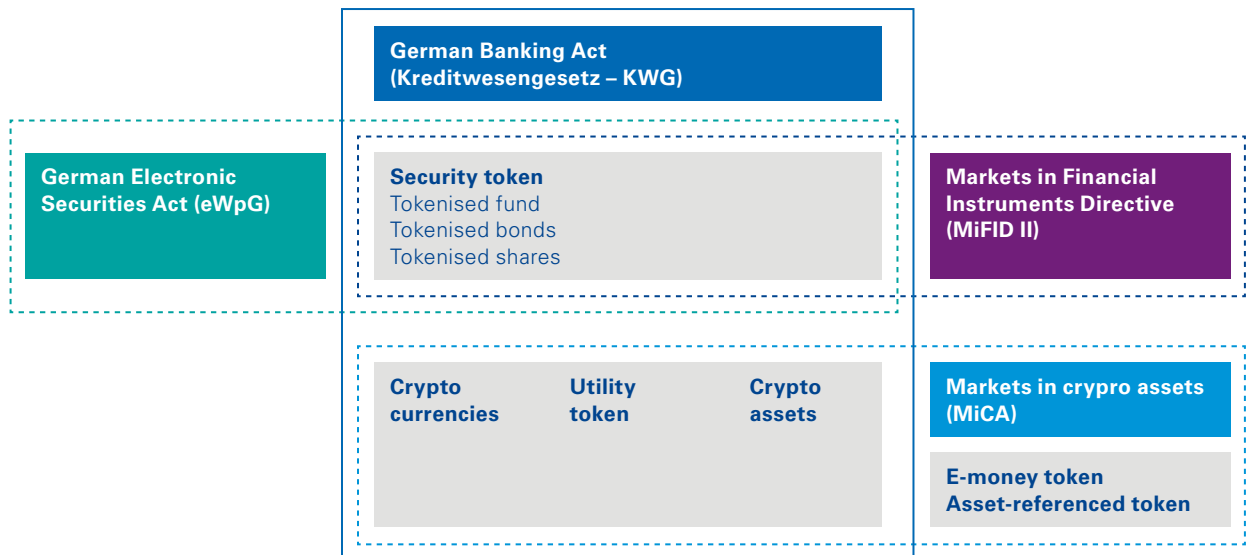 German Banking Act
(Kreditwesengesetz – KWG)
German Electronic
Securities Act (eWpG)
Security token
Tokenised fund
Tokenised bonds
Tokenised shares
Markets in Financial
Instruments Directive
(MiFID II)
Crypto
currencies
Utility
token
Crypto
assets
Markets in crypro assets
(MiCA)
E-money token
Asset-referenced token